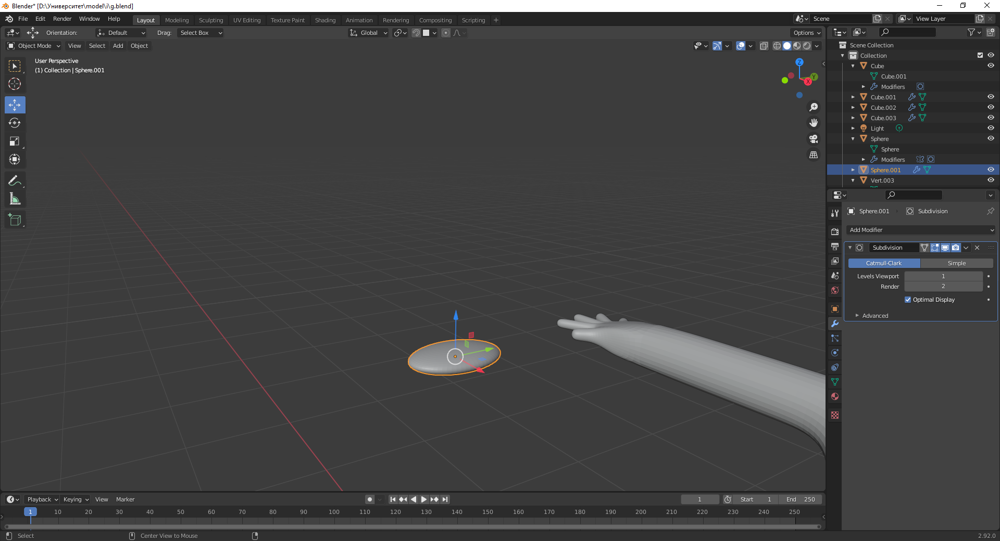 Blender* [D:\Университет\model\i\g.blend]
File Edit Render Window Help Layout Modeling Sculpting UV Editing Texture Paint Shading Animation Rendering Compositing Scripting + Scene View Layer
Orientation: Default Drag: Select Box Global Options
Object Mode View Select Add Object
User Perspective
(1) Collection | Sphere.001
Z
Y
X
Scene Collection
Collection
Cube
Cube.001
Modifiers
Cube.001
Cube.002
Cube.003
Light
Sphere
Sphere
Modifiers
Sphere.001
Vert.003
Sphere.001 Subdivision
Add Modifier
Subdivision
Catmull-Clark Simple
Levels Viewport 1
Render 2
Optimal Display
Advanced
Playback Keying View Marker 1 Start 1 End 250
1 10 20 30 40 50 60 70 80 90 100 110 120 130 140 150 160 170 180 190 200 210 220 230 240 250
Select Center View to Mouse 2.92.0